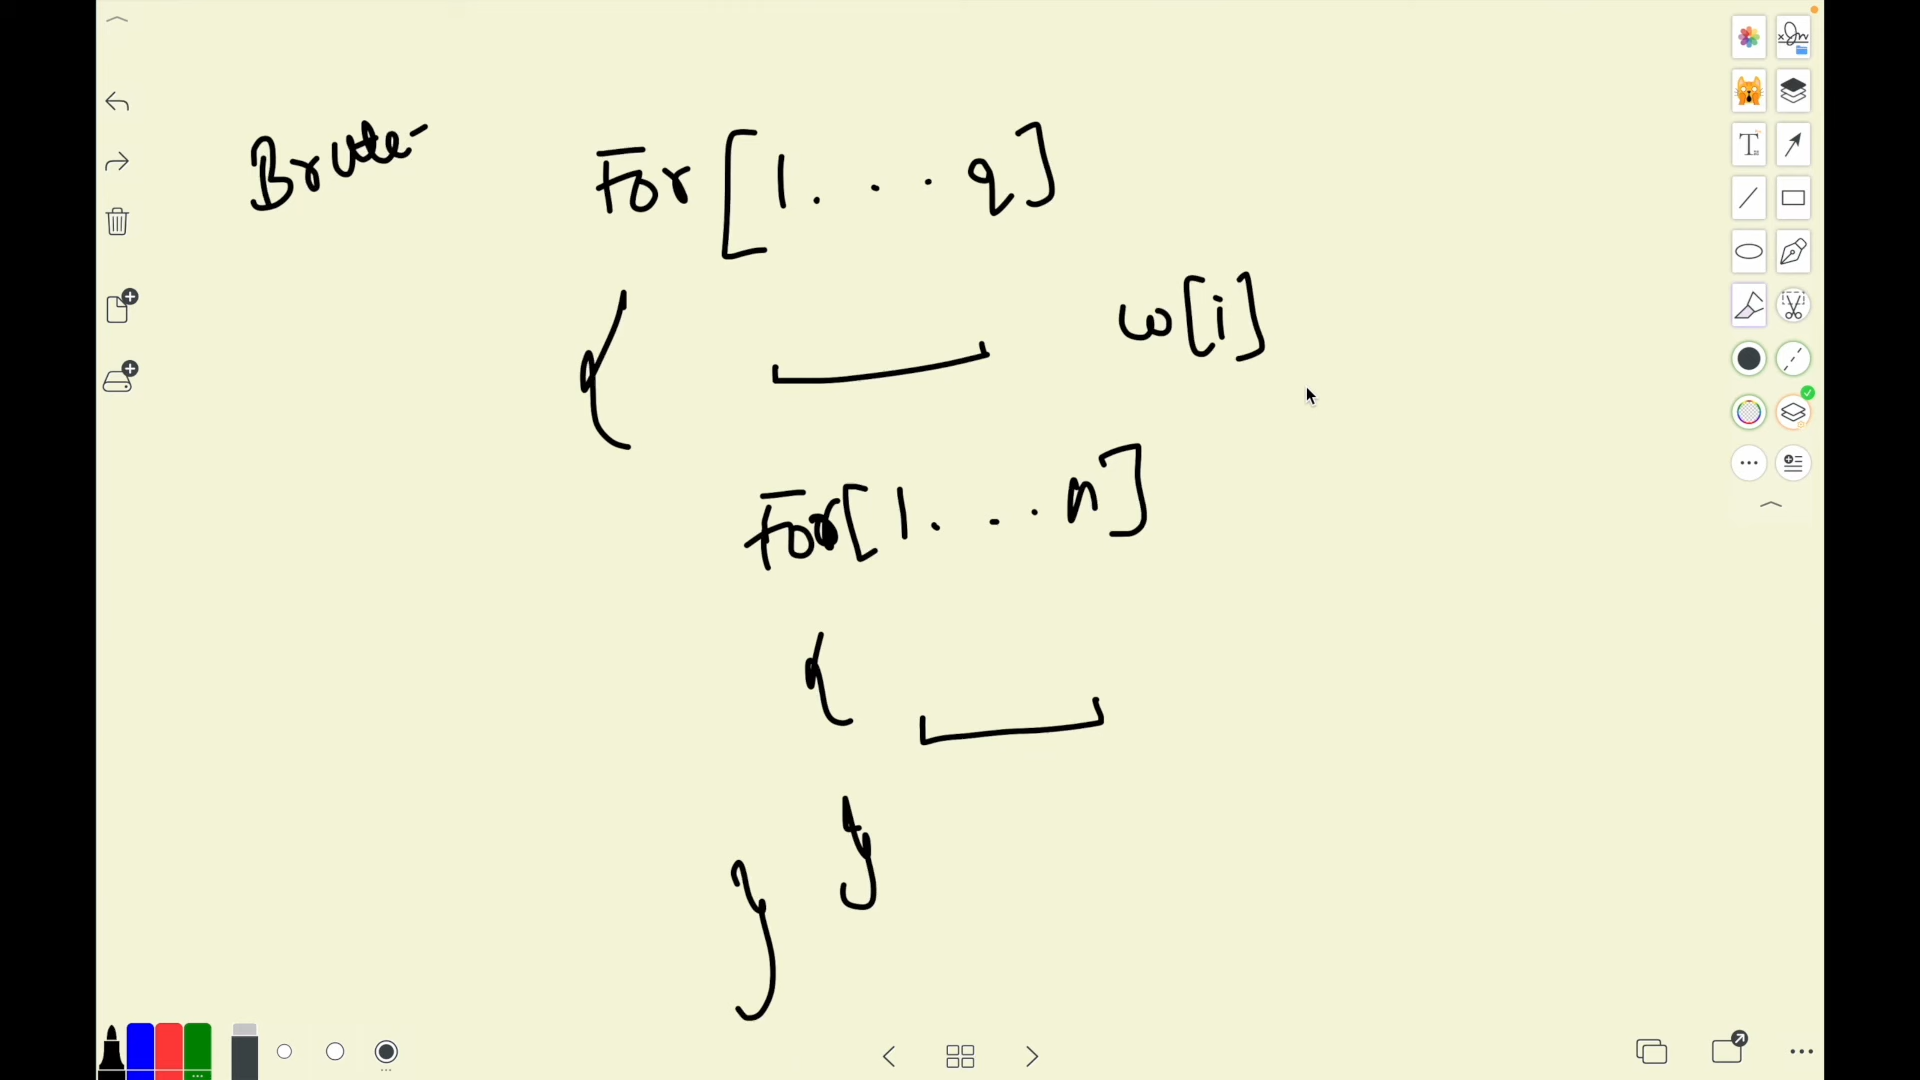 Brute-
For [1 . . . q]
{
w[i]
For [1 . . . n]
{
}
}